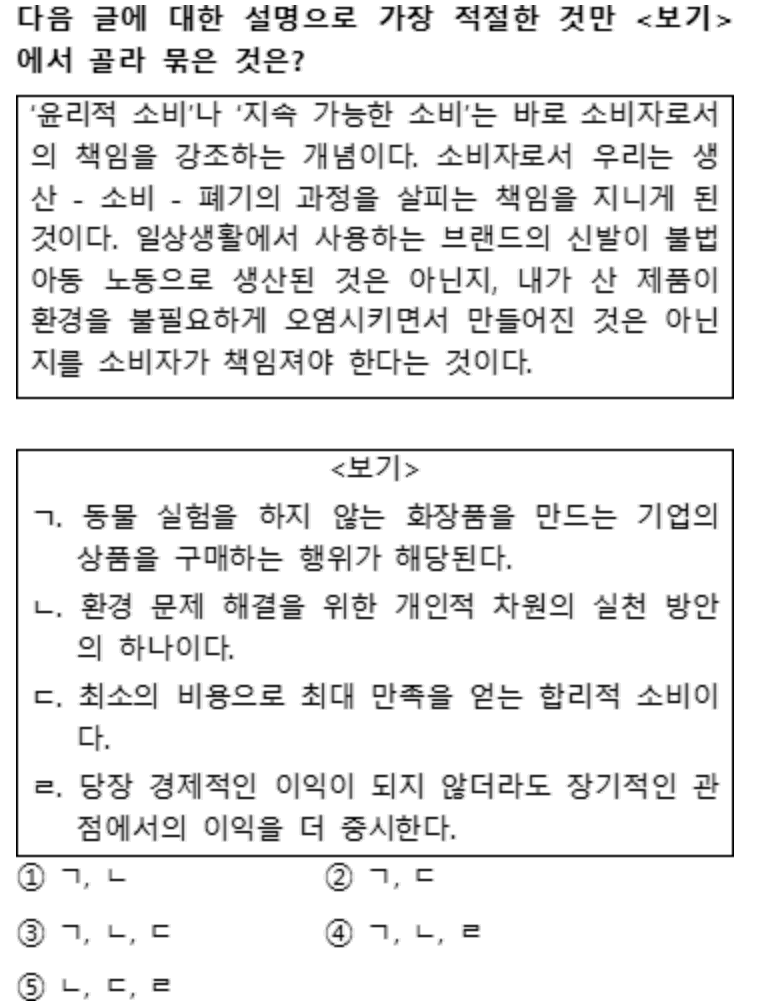 다음 글에 대한 설명으로 가장 적절한 것만 <보기>
에서 골라 묶은 것은?
‘윤리적 소비’나 ‘지속 가능한 소비’는 바로 소비자로서
의 책임을 강조하는 개념이다. 소비자로서 우리는 생
산 - 소비 - 폐기의 과정을 살피는 책임을 지니게 된
것이다. 일상생활에서 사용하는 브랜드의 신발이 불법
아동 노동으로 생산된 것은 아닌지, 내가 산 제품이
환경을 불필요하게 오염시키면서 만들어진 것은 아닌
지를 소비자가 책임져야 한다는 것이다.
<보기>
ㄱ. 동물 실험을 하지 않는 화장품을 만드는 기업의
상품을 구매하는 행위가 해당된다.
ㄴ. 환경 문제 해결을 위한 개인적 차원의 실천 방안
의 하나이다.
ㄷ. 최소의 비용으로 최대 만족을 얻는 합리적 소비이
다.
ㄹ. 당장 경제적인 이익이 되지 않더라도 장기적인 관
점에서의 이익을 더 중시한다.
① ㄱ, ㄴ ② ㄱ, ㄷ
③ ㄱ, ㄴ, ㄷ ④ ㄱ, ㄴ, ㄹ
⑤ ㄴ, ㄷ, ㄹ